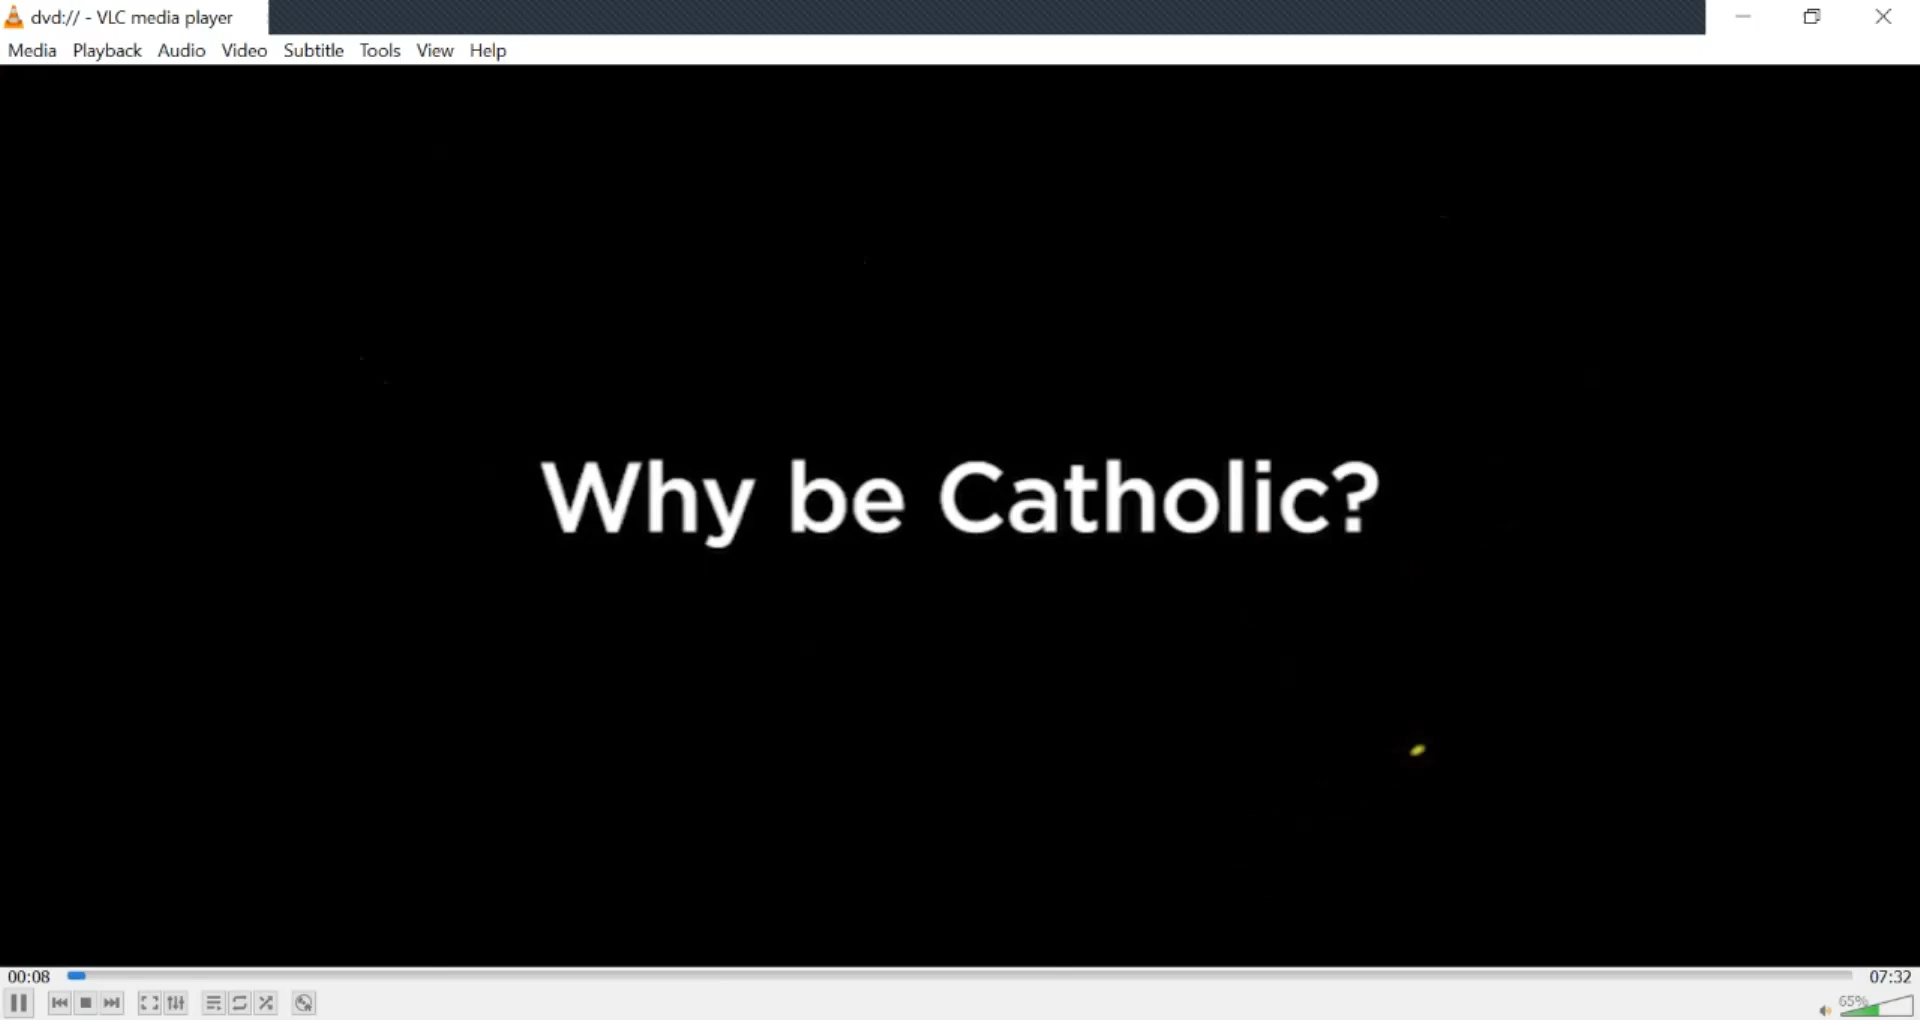 dvd:// - VLC media player
Media Playback Audio Video Subtitle Tools View Help
Why be Catholic?
00:08 07:32
65%